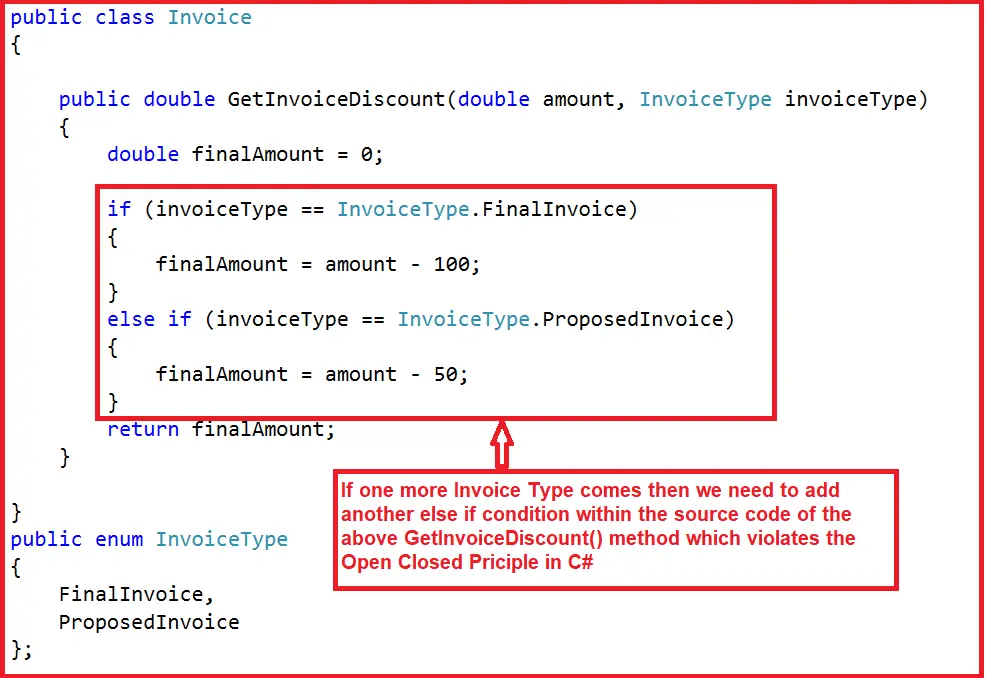 public class Invoice
{
public double GetInvoiceDiscount(double amount, InvoiceType invoiceType)
{
double finalAmount = 0;
if (invoiceType == InvoiceType.FinalInvoice)
{
finalAmount = amount - 100;
}
else if (invoiceType == InvoiceType.ProposedInvoice)
{
finalAmount = amount - 50;
}
return finalAmount;
}
If one more Invoice Type comes then we need to add
another else if condition within the source code of the
above GetInvoiceDiscount() method which violates the
Open Closed Priciple in C#
}
public enum InvoiceType
{
FinalInvoice,
ProposedInvoice
};